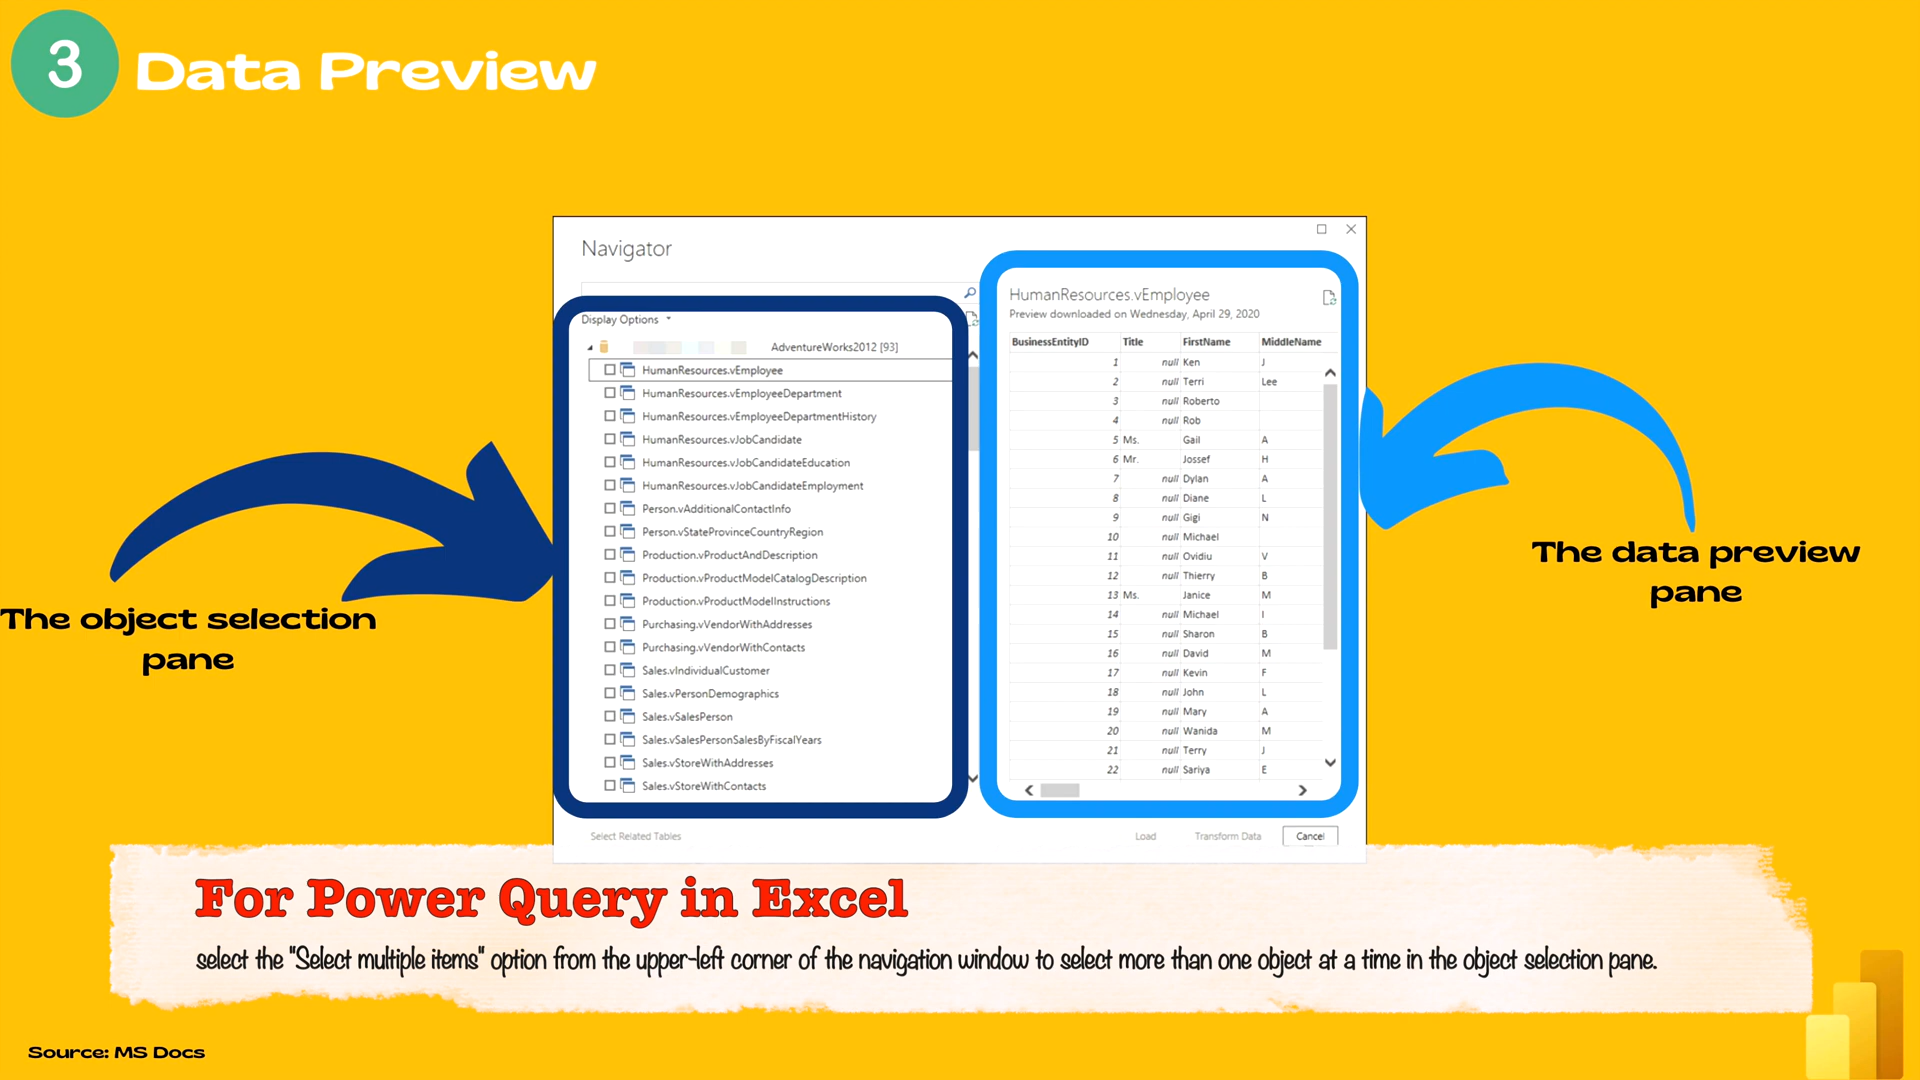 3
Data Preview
Navigator
Display Options
AdventureWorks2012 [93]
HumanResources.vEmployee
HumanResources.vEmployeeDepartment
HumanResources.vEmployeeDepartmentHistory
HumanResources.vJobCandidate
HumanResources.vJobCandidateEducation
HumanResources.vJobCandidateEmployment
Person.vAdditionalContactInfo
Person.vStateProvinceCountryRegion
Production.vProductAndDescription
Production.vProductModelCatalogDescription
Production.vProductModelInstructions
Purchasing.vVendorWithAddresses
Purchasing.vVendorWithContacts
Sales.vIndividualCustomer
Sales.vPersonDemographics
Sales.vSalesPerson
Sales.vSalesPersonSalesByFiscalYears
Sales.vStoreWithAddresses
Sales.vStoreWithContacts
HumanResources.vEmployee
Preview downloaded on Wednesday, April 29, 2020
BusinessEntityID Title FirstName MiddleName
1 null Ken J
2 null Terri Lee
3 null Roberto
4 null Rob
5 Ms. Gail A
6 Mr. Jossef H
7 null Dylan A
8 null Diane L
9 null Gigi N
10 null Michael
11 null Ovidiu V
12 null Thierry B
13 Ms. Janice M
14 null Michael I
15 null Sharon B
16 null David M
17 null Kevin F
18 null John L
19 null Mary A
20 null Wanida M
21 null Terry J
22 null Sariya E
Select Related Tables
Load Transform Data Cancel
The object selection
pane
The data preview
pane
For Power Query in Excel
select the "Select multiple items" option from the upper-left corner of the navigation window to select more than one object at a time in the object selection pane.
Source: MS Docs